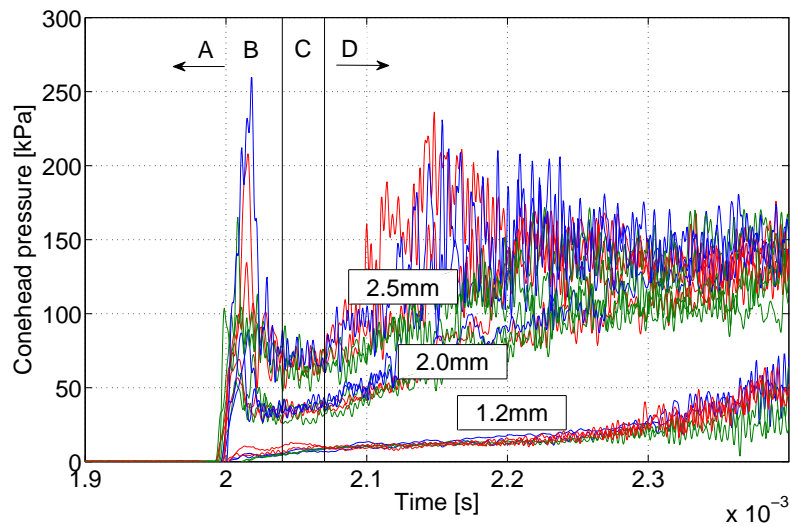 300
250
200
150
100
50
0
Conehead pressure [kPa]
A B C D
2.5mm
2.0mm
1.2mm
1.9 2 2.1 2.2 2.3
Time [s]
x 10⁻³